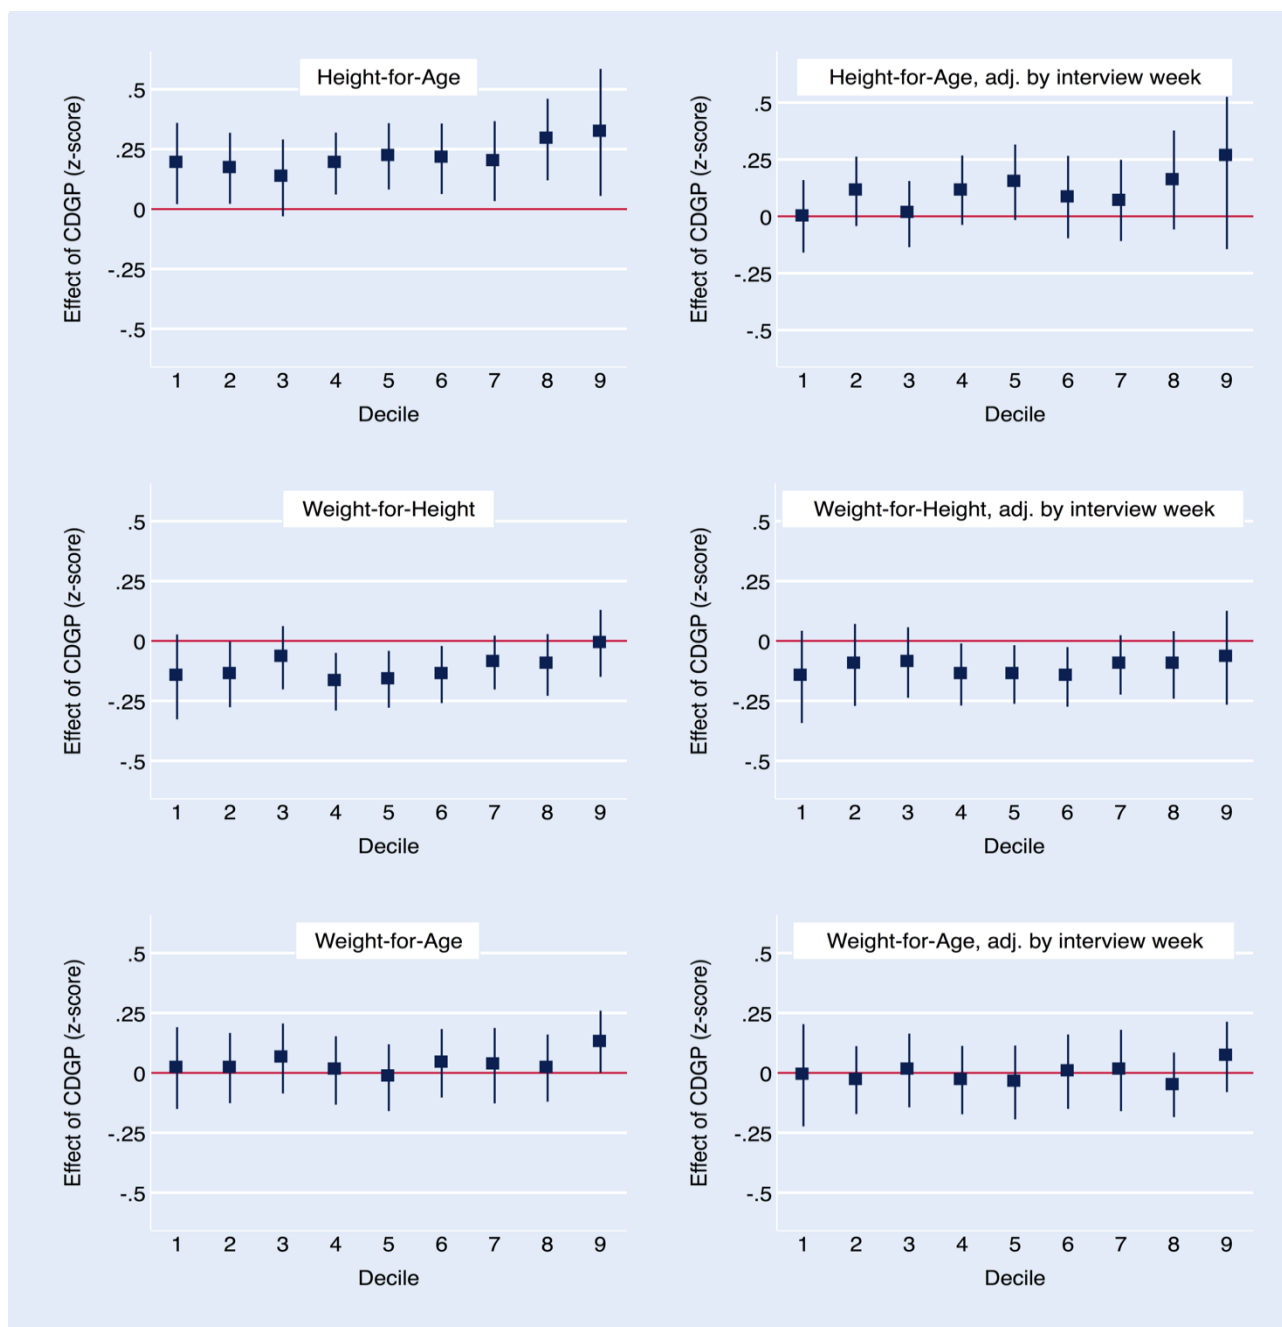 Height-for-Age
Effect of CDGP (z-score)
.5
.25
0
-.25
-.5
1 2 3 4 5 6 7 8 9
Decile
Height-for-Age, adj. by interview week
Effect of CDGP (z-score)
.5
.25
0
-.25
-.5
1 2 3 4 5 6 7 8 9
Decile
Weight-for-Height
Effect of CDGP (z-score)
.5
.25
0
-.25
-.5
1 2 3 4 5 6 7 8 9
Decile
Weight-for-Height, adj. by interview week
Effect of CDGP (z-score)
.5
.25
0
-.25
-.5
1 2 3 4 5 6 7 8 9
Decile
Weight-for-Age
Effect of CDGP (z-score)
.5
.25
0
-.25
-.5
1 2 3 4 5 6 7 8 9
Decile
Weight-for-Age, adj. by interview week
Effect of CDGP (z-score)
.5
.25
0
-.25
-.5
1 2 3 4 5 6 7 8 9
Decile